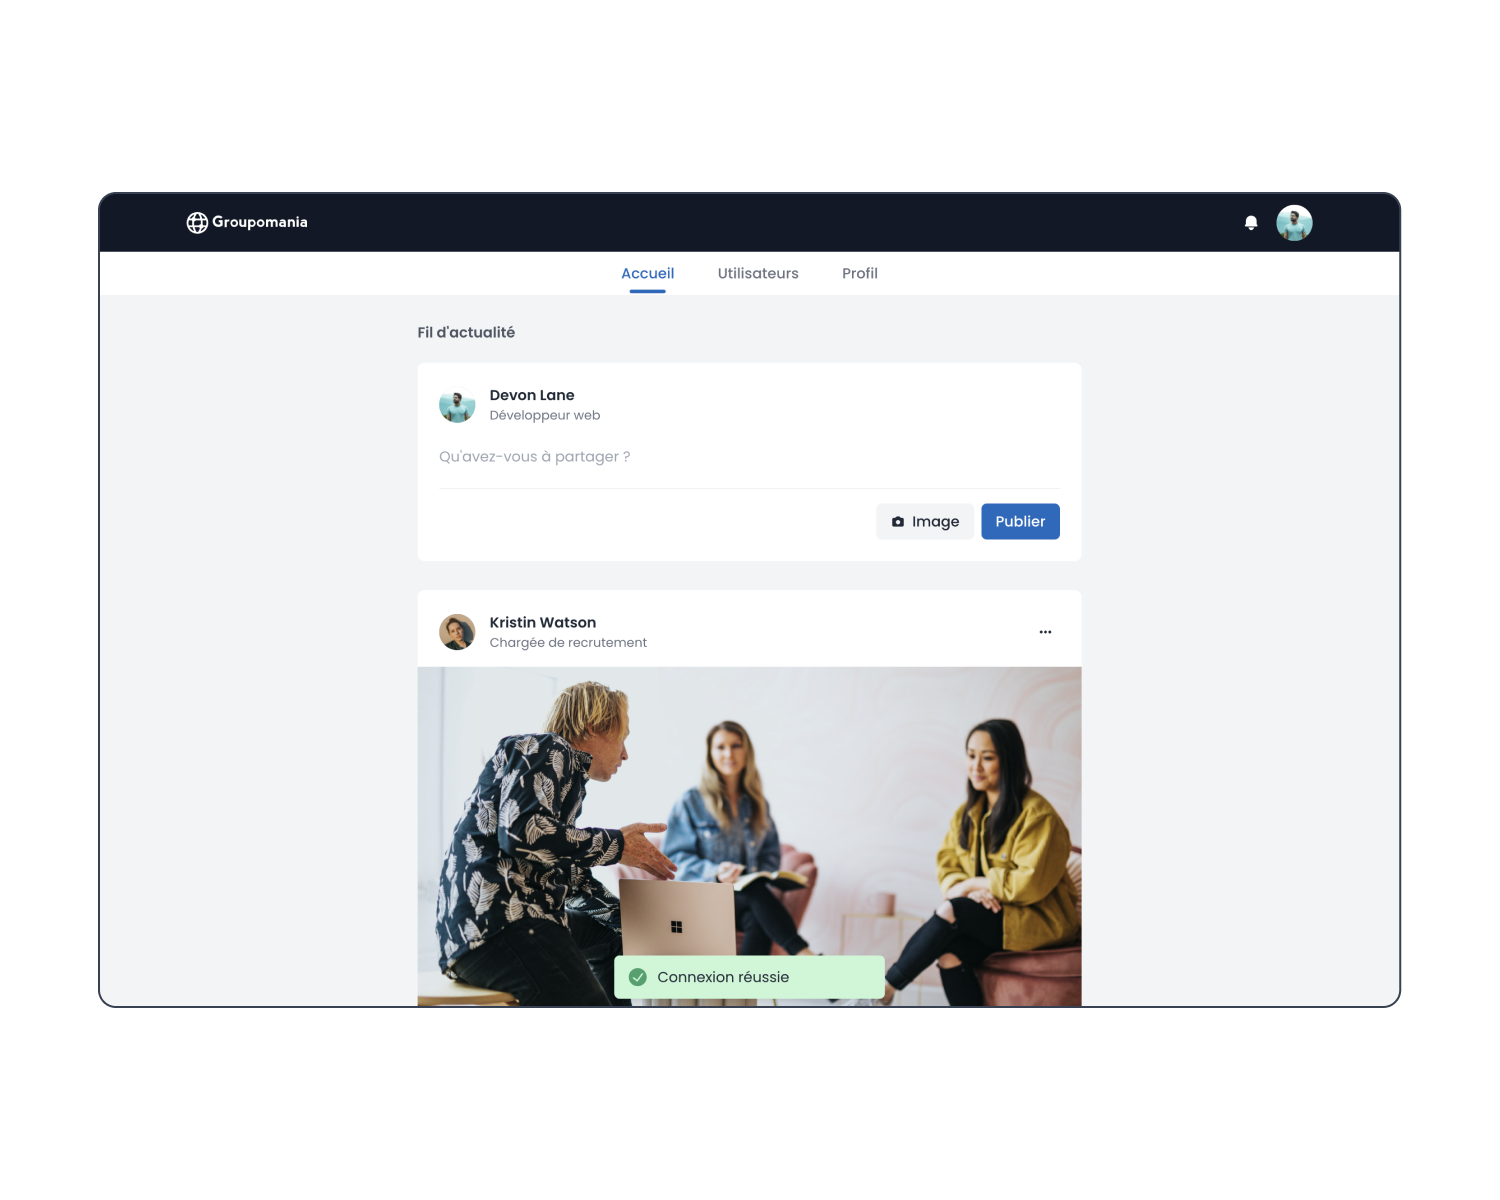 Groupomania
Accueil Utilisateurs Profil
Fil d'actualité
Devon Lane
Développeur web
Qu'avez-vous à partager ?
Image Publier
Kristin Watson
Chargée de recrutement
Connexion réussie